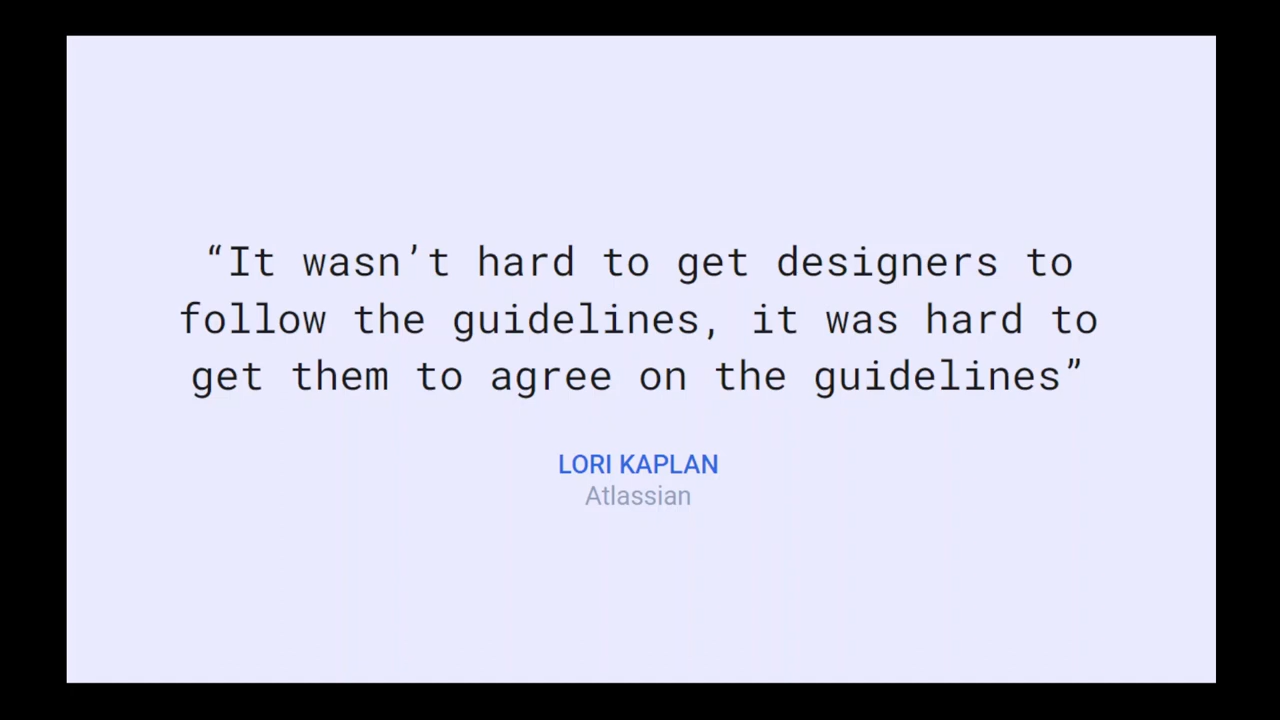 “It wasn’t hard to get designers to
follow the guidelines, it was hard to
get them to agree on the guidelines”
LORI KAPLAN
Atlassian